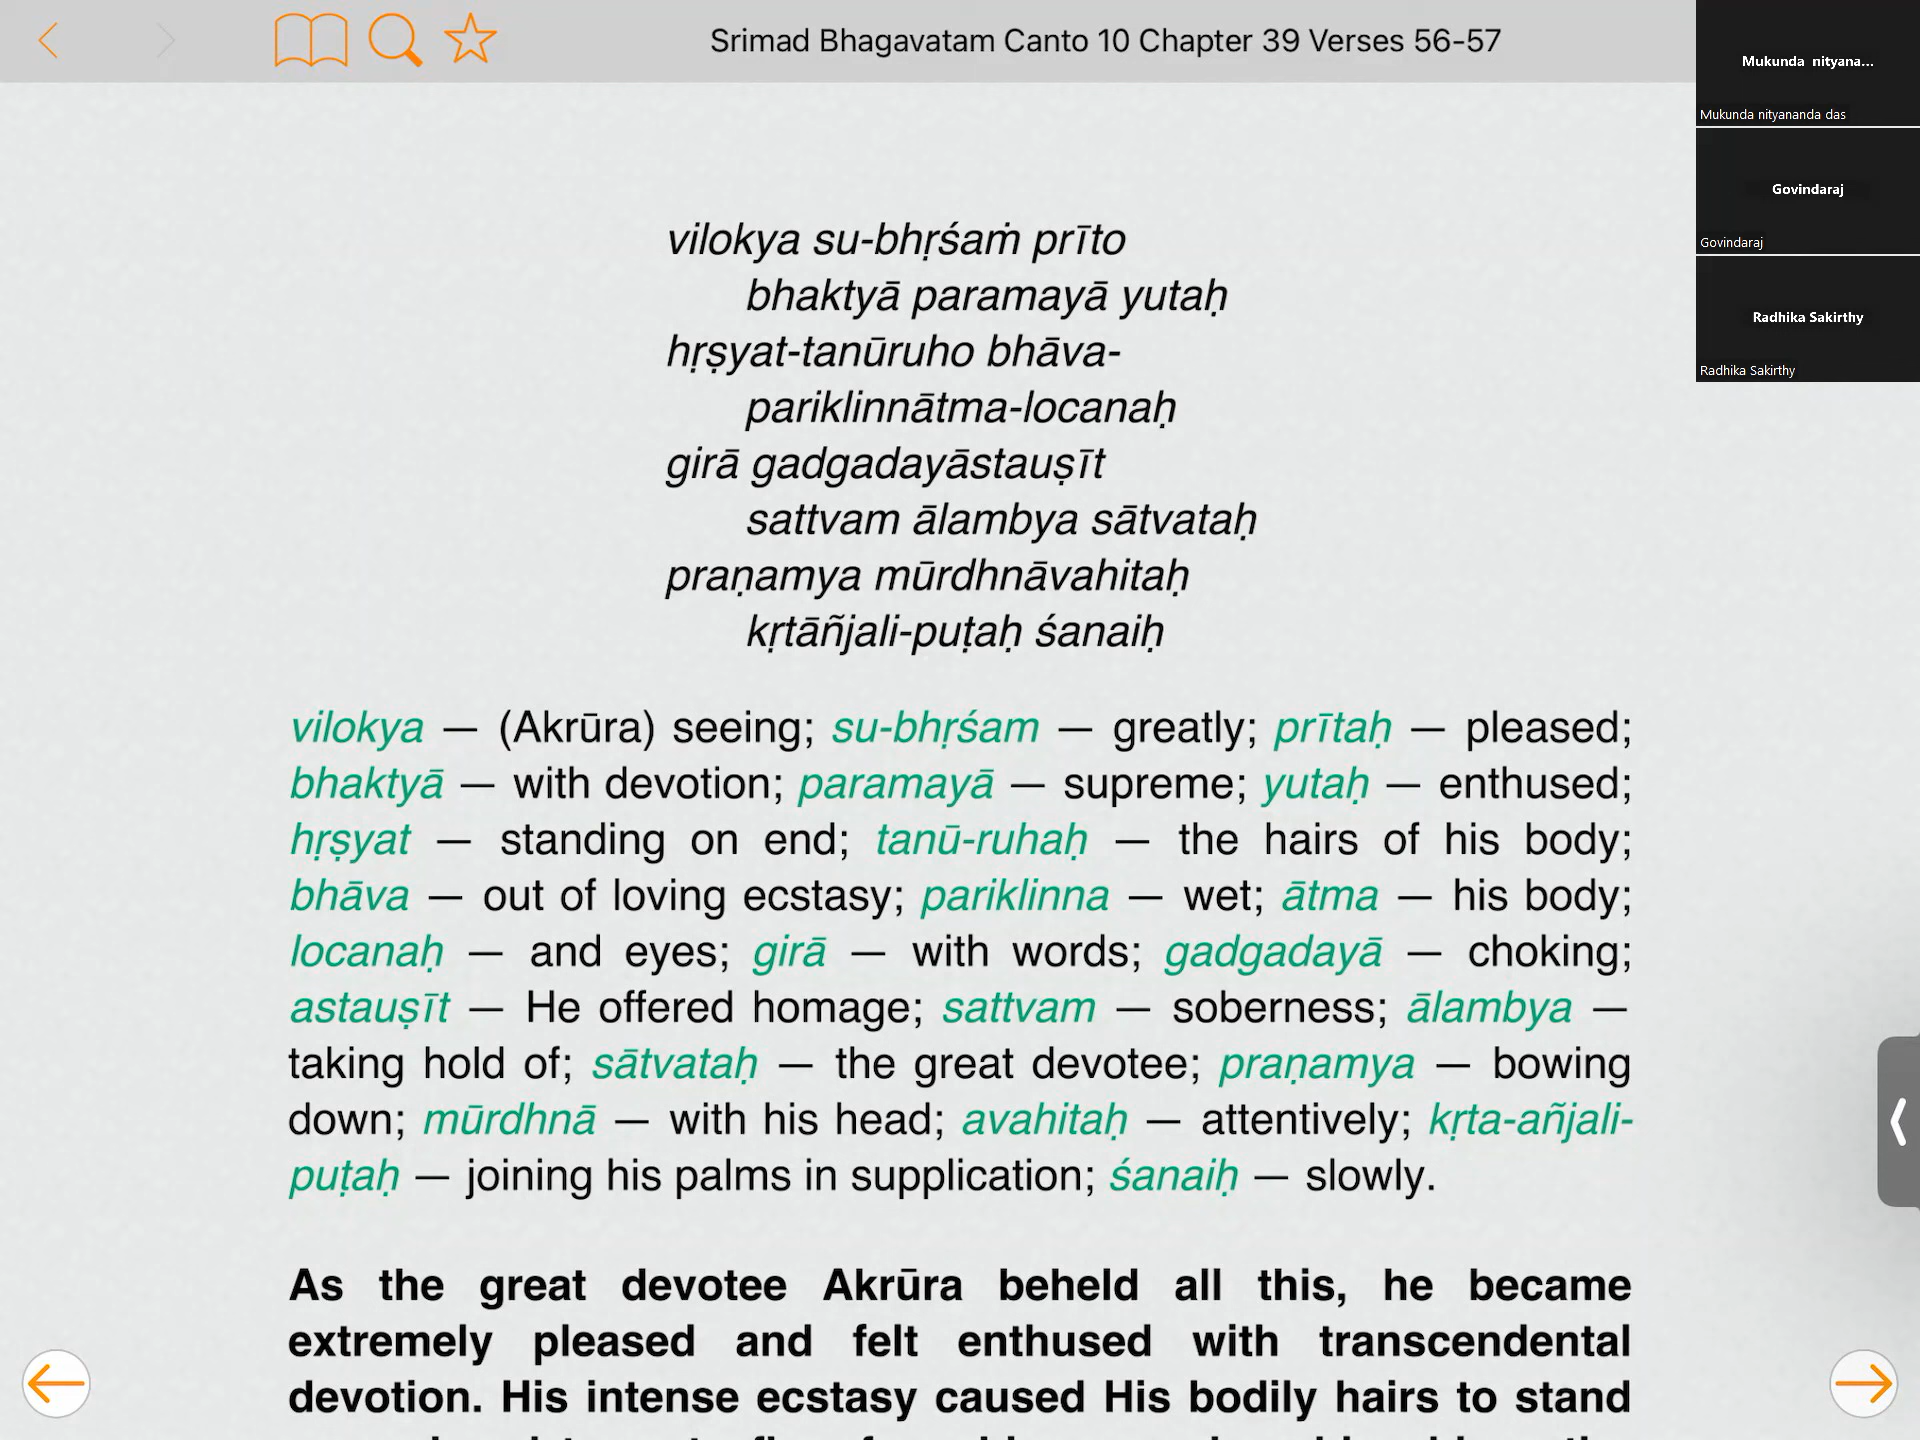 Srimad Bhagavatam Canto 10 Chapter 39 Verses 56-57
Mukunda nityana...
Mukunda nityananda das
Govindaraj
Govindaraj
Radhika Sakirthy
Radhika Sakirthy
vilokya su-bhṛśaṁ prīto
bhaktyā paramayā yutaḥ
hṛṣyat-tanūruho bhāva-
pariklinnātma-locanaḥ
girā gadgadayāstauṣīt
sattvam ālambya sātvataḥ
praṇamya mūrdhnāvahitaḥ
kṛtāñjali-puṭaḥ śanaiḥ
vilokya — (Akrūra) seeing; su-bhṛśam — greatly; prītaḥ — pleased;
bhaktyā — with devotion; paramayā — supreme; yutaḥ — enthused;
hṛṣyat — standing on end; tanū-ruhaḥ — the hairs of his body;
bhāva — out of loving ecstasy; pariklinna — wet; ātma — his body;
locanaḥ — and eyes; girā — with words; gadgadayā — choking;
astauṣīt — He offered homage; sattvam — soberness; ālambya —
taking hold of; sātvataḥ — the great devotee; praṇamya — bowing
down; mūrdhnā — with his head; avahitaḥ — attentively; kṛta-añjali-
puṭaḥ — joining his palms in supplication; śanaiḥ — slowly.
As the great devotee Akrūra beheld all this, he became
extremely pleased and felt enthused with transcendental
devotion. His intense ecstasy caused His bodily hairs to stand